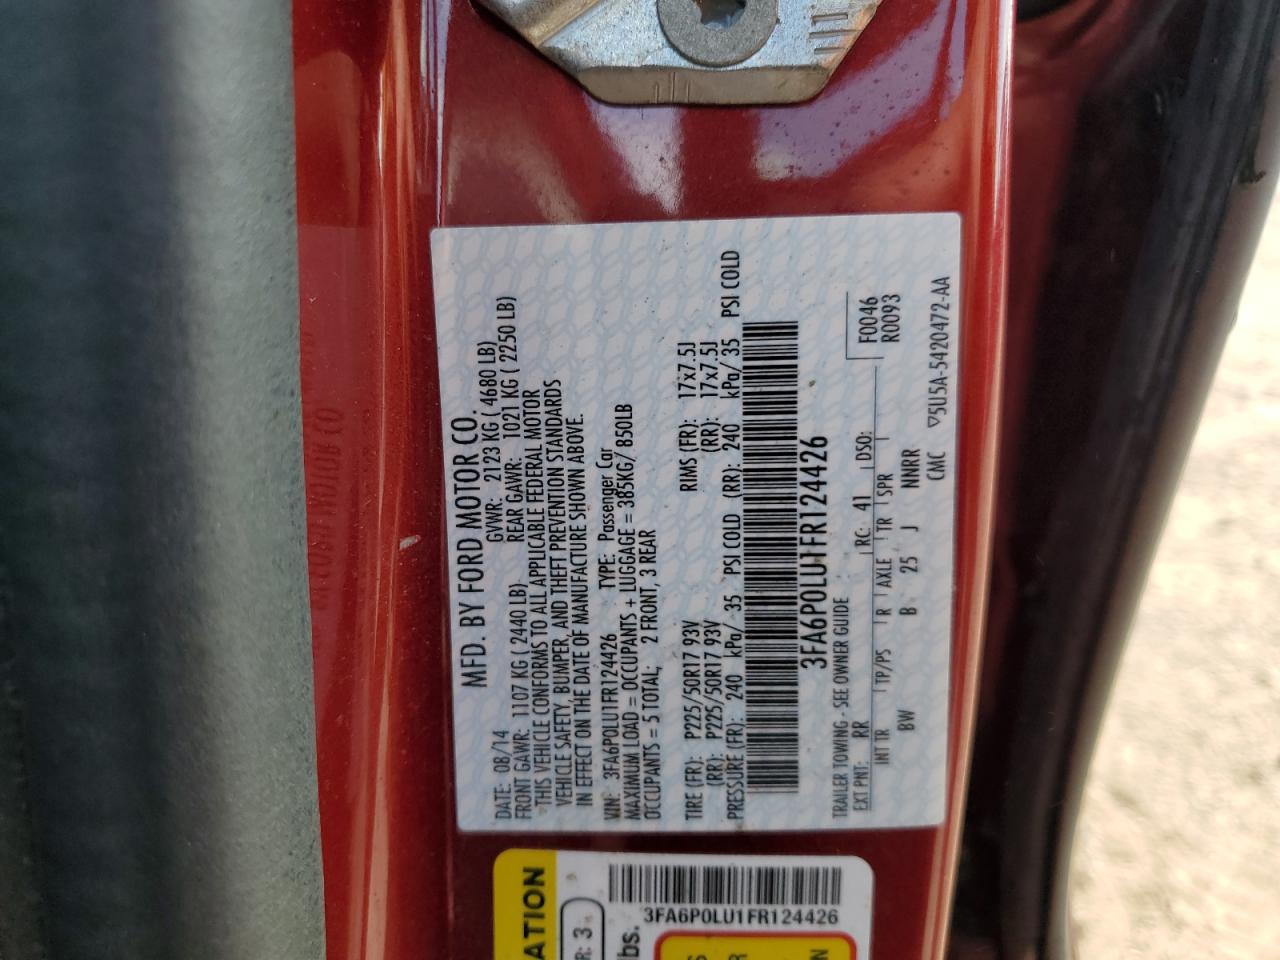 MFD. BY FORD MOTOR CO.
DATE: 08/14 GVWR: 2123 KG ( 4680 LB)
FRONT GAWR: 1107 KG ( 2440 LB) REAR GAWR: 1021 KG ( 2250 LB)
THIS VEHICLE CONFORMS TO ALL APPLICABLE FEDERAL MOTOR
VEHICLE SAFETY, BUMPER, AND THEFT PREVENTION STANDARDS
IN EFFECT ON THE DATE OF MANUFACTURE SHOWN ABOVE.
VIN: 3FA6P0LU1FR124426 TYPE: Passenger Car
MAXIMUM LOAD = OCCUPANTS + LUGGAGE = 385KG/ 850LB
OCCUPANTS = 5 TOTAL; 2 FRONT, 3 REAR
TIRE (FR): P225/50R17 93V RIMS (FR): 17x7.5J
(RR): P225/50R17 93V (RR): 17x7.5J
PRESSURE (FR): 240 kPa/ 35 PSI COLD (RR): 240 kPa/ 35 PSI COLD
3FA6P0LU1FR124426
TRAILER TOWING - SEE OWNER GUIDE F0046
EXT PNT: RR RC: 41 DSO: R0093
INT TR TP/PS R AXLE TR SPR
BW B 25 J NNRR
CMC ▽5U5A-5420472-AA
3FA6P0LU1FR124426